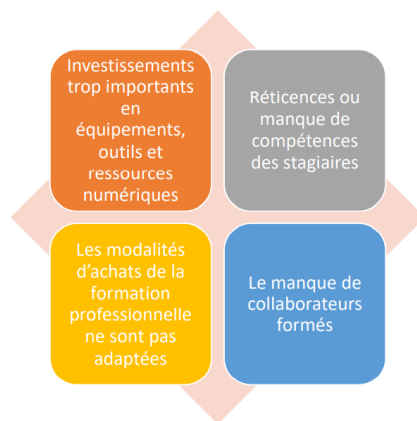 Investissements
trop importants
en
équipements,
outils et
ressources
numériques
Réticences ou
manque de
compétences
des stagiaires
Les modalités
d'achats de la
formation
professionnelle
ne sont pas
adaptées
Le manque de
collaborateurs
formés